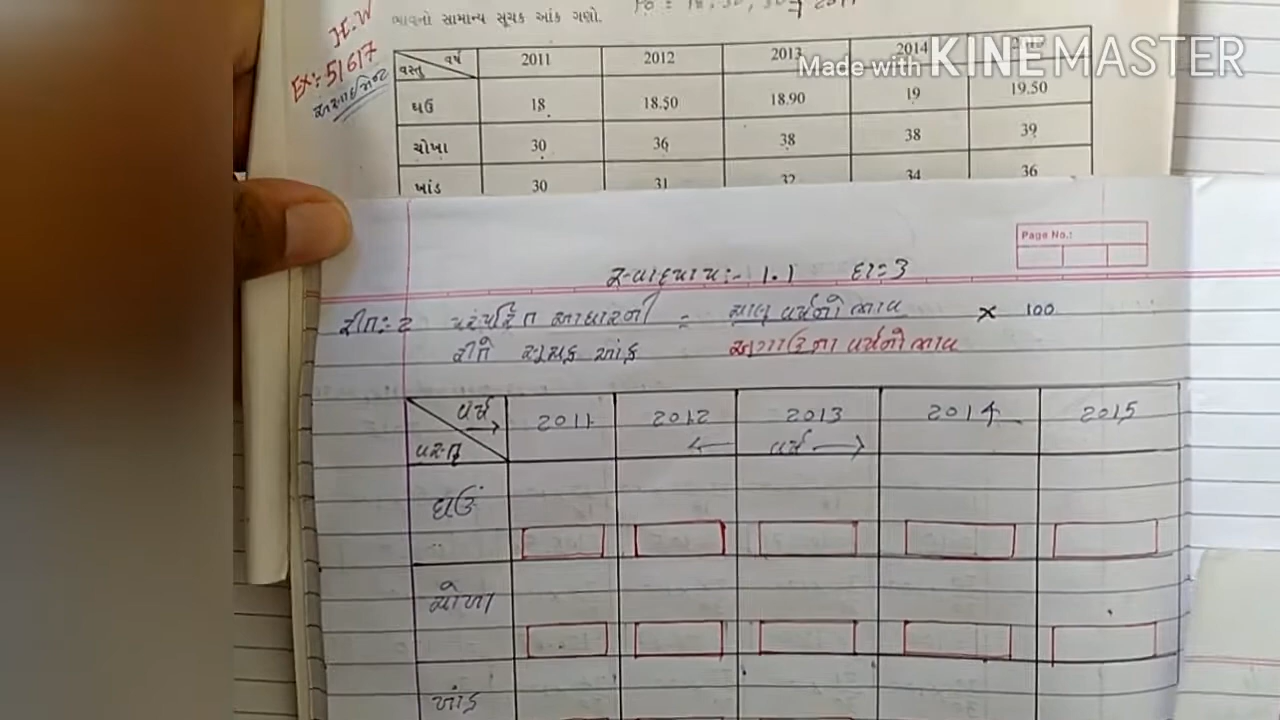 ભાવનો સામાન્ય સૂચક આંક ગણો.
H.W
Ex:- 5/6/7
Made with KINEMASTER
વર્ષ 2011 2012 2013 2014
વસ્તુ
ઘઉં 18 18.50 18.90 19 19.50
ચોખા 30 36 38 38 39
ખાંડ 30 31 32 34 36
Page No.:
સ્વાધ્યાય:- 1.1 દા:3
રીત:-2 પરંપરિત આધારની = ચાલુ વર્ષનો ભાવ × 100
રીતે સૂચક આંક અગાઉના વર્ષનો ભાવ
વર્ષ 2011 2012 2013 2014 2015
વસ્તુ ← વર્ષ →
ઘઉં
ચોખા
ખાંડ